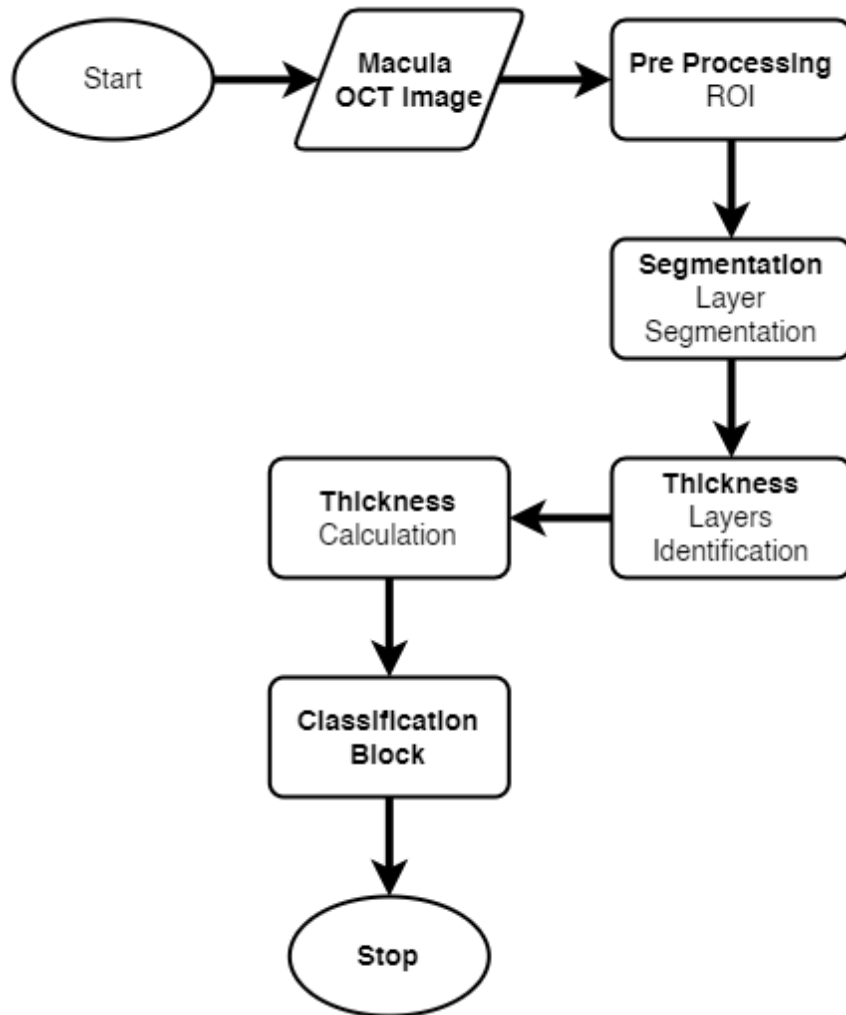 Start
Macula
OCT Image
Pre Processing
ROI
Segmentation
Layer
Segmentation
Thickness
Layers
Identification
Thickness
Calculation
Classification
Block
Stop